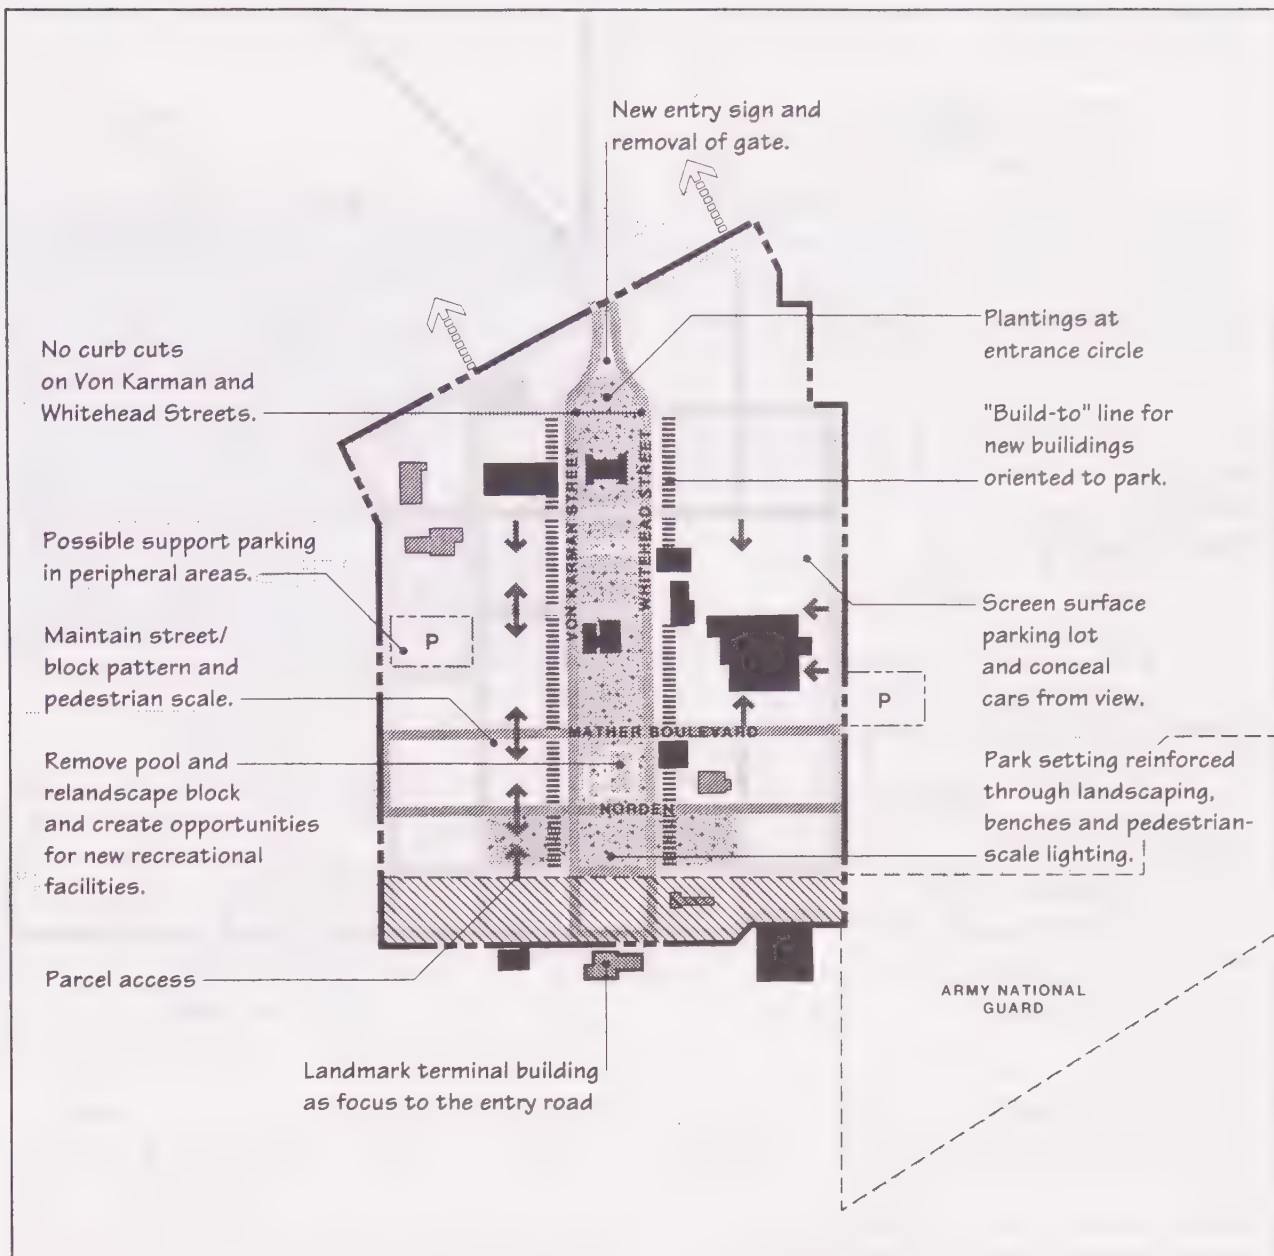 New entry sign and
removal of gate.
Plantings at
entrance circle
No curb cuts
on Von Karman and
Whitehead Streets.
"Build-to" line for
new builidings
oriented to park.
VON KARMAN STREET
WHITEHEAD STREET
Possible support parking
in peripheral areas.
P
Screen surface
parking lot
and conceal
cars from view.
Maintain street/
block pattern and
pedestrian scale.
P
MATHER BOULEVARD
Remove pool and
relandscape block
and create opportunities
for new recreational
facilities.
NORDEN
Park setting reinforced
through landscaping,
benches and pedestrian-
scale lighting.
Parcel access
ARMY NATIONAL
GUARD
Landmark terminal building
as focus to the entry road